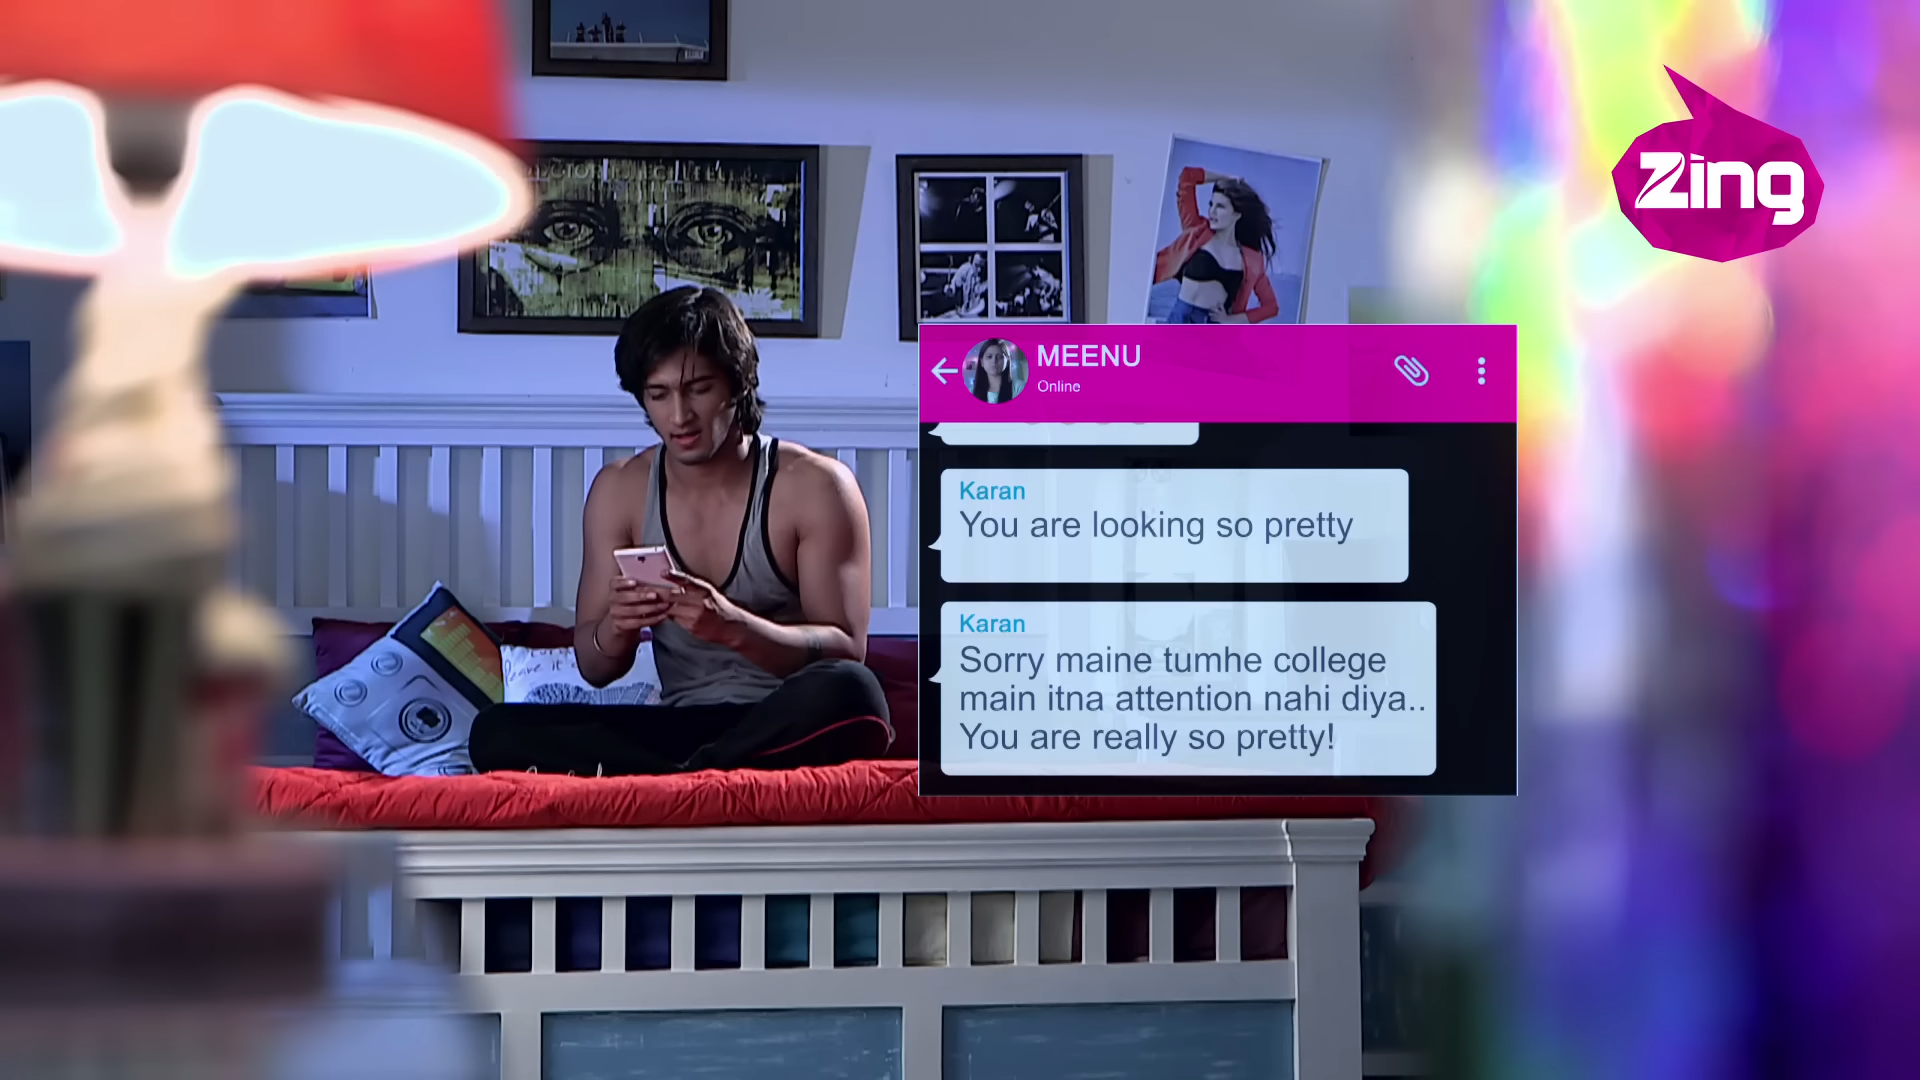 Zing
MEENU
Online
Karan
You are looking so pretty
Karan
Sorry maine tumhe college
main itna attention nahi diya..
You are really so pretty!